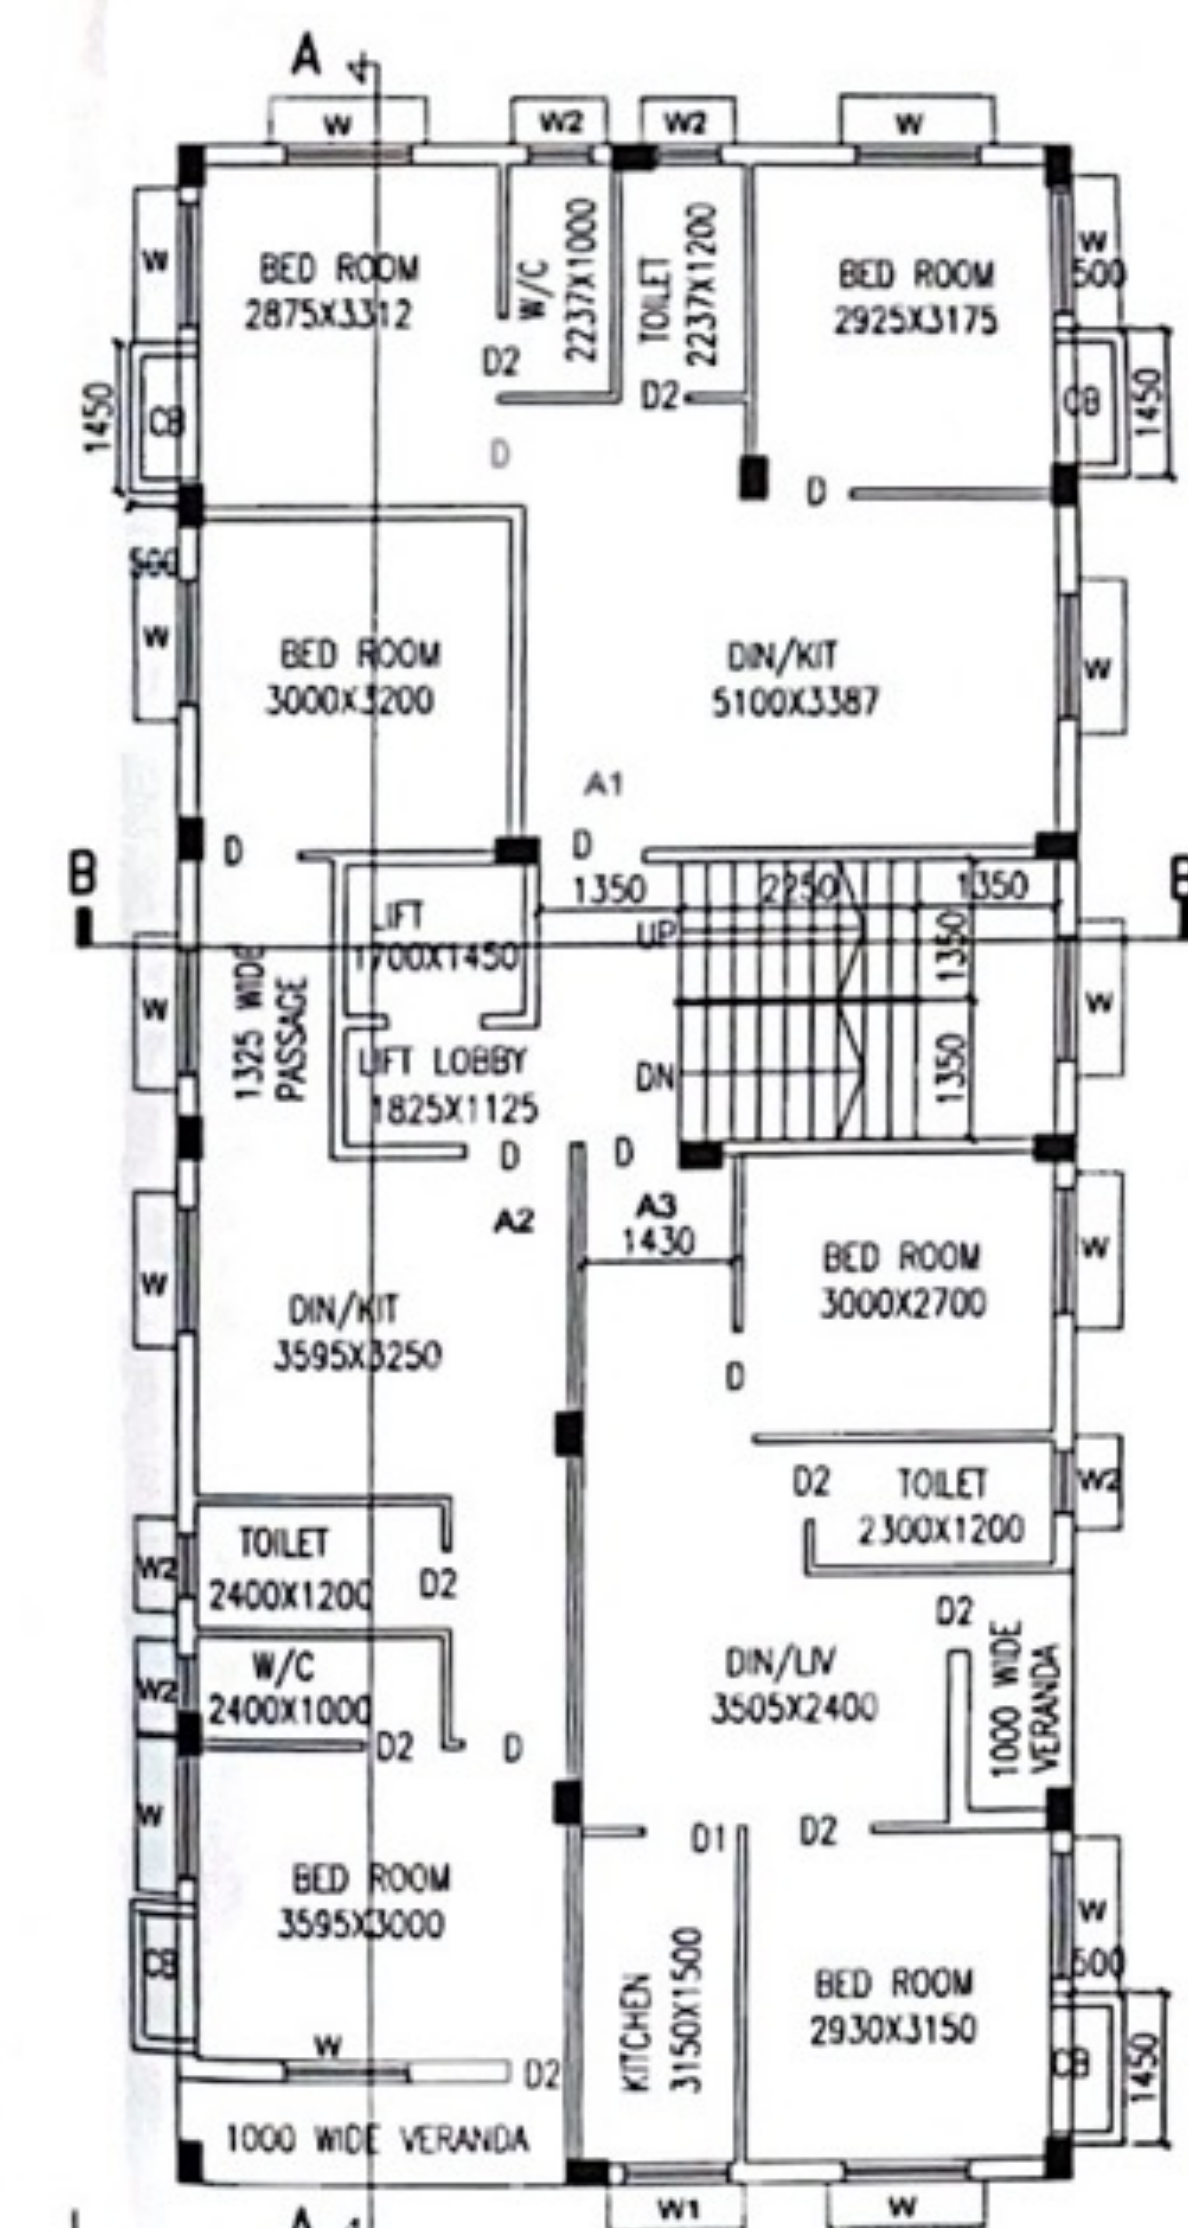 A
W
W2
W2
W
W
BED ROOM
2875X3312
W/C
2237X1000
TOILET
2237X1200
BED ROOM
2925X3175
W
500
D2
D2
1450
CB
CB
1450
D
D
500
W
BED ROOM
3000X3200
DIN/KIT
5100X3387
W
A1
D
D
B
B
1350
2250
1350
LIFT
1700X1450
UP
1350
W
1325 WIDE
PASSAGE
W
LIFT LOBBY
1825X1125
DN
1350
D
D
A2
A3
1430
W
DIN/KIT
3595X3250
BED ROOM
3000X2700
W
D
TOILET
2400X1200
W2
D2
D2
TOILET
2300X1200
W2
W/C
2400X1000
W2
D2
D
D2
DIN/LIV
3505X2400
1000 WIDE
VERANDA
W
D1
D2
BED ROOM
3595X3000
CB
W
D2
KITCHEN
3150X1500
BED ROOM
2930X3150
W
500
CB
1450
1000 WIDE VERANDA
W1
W
A